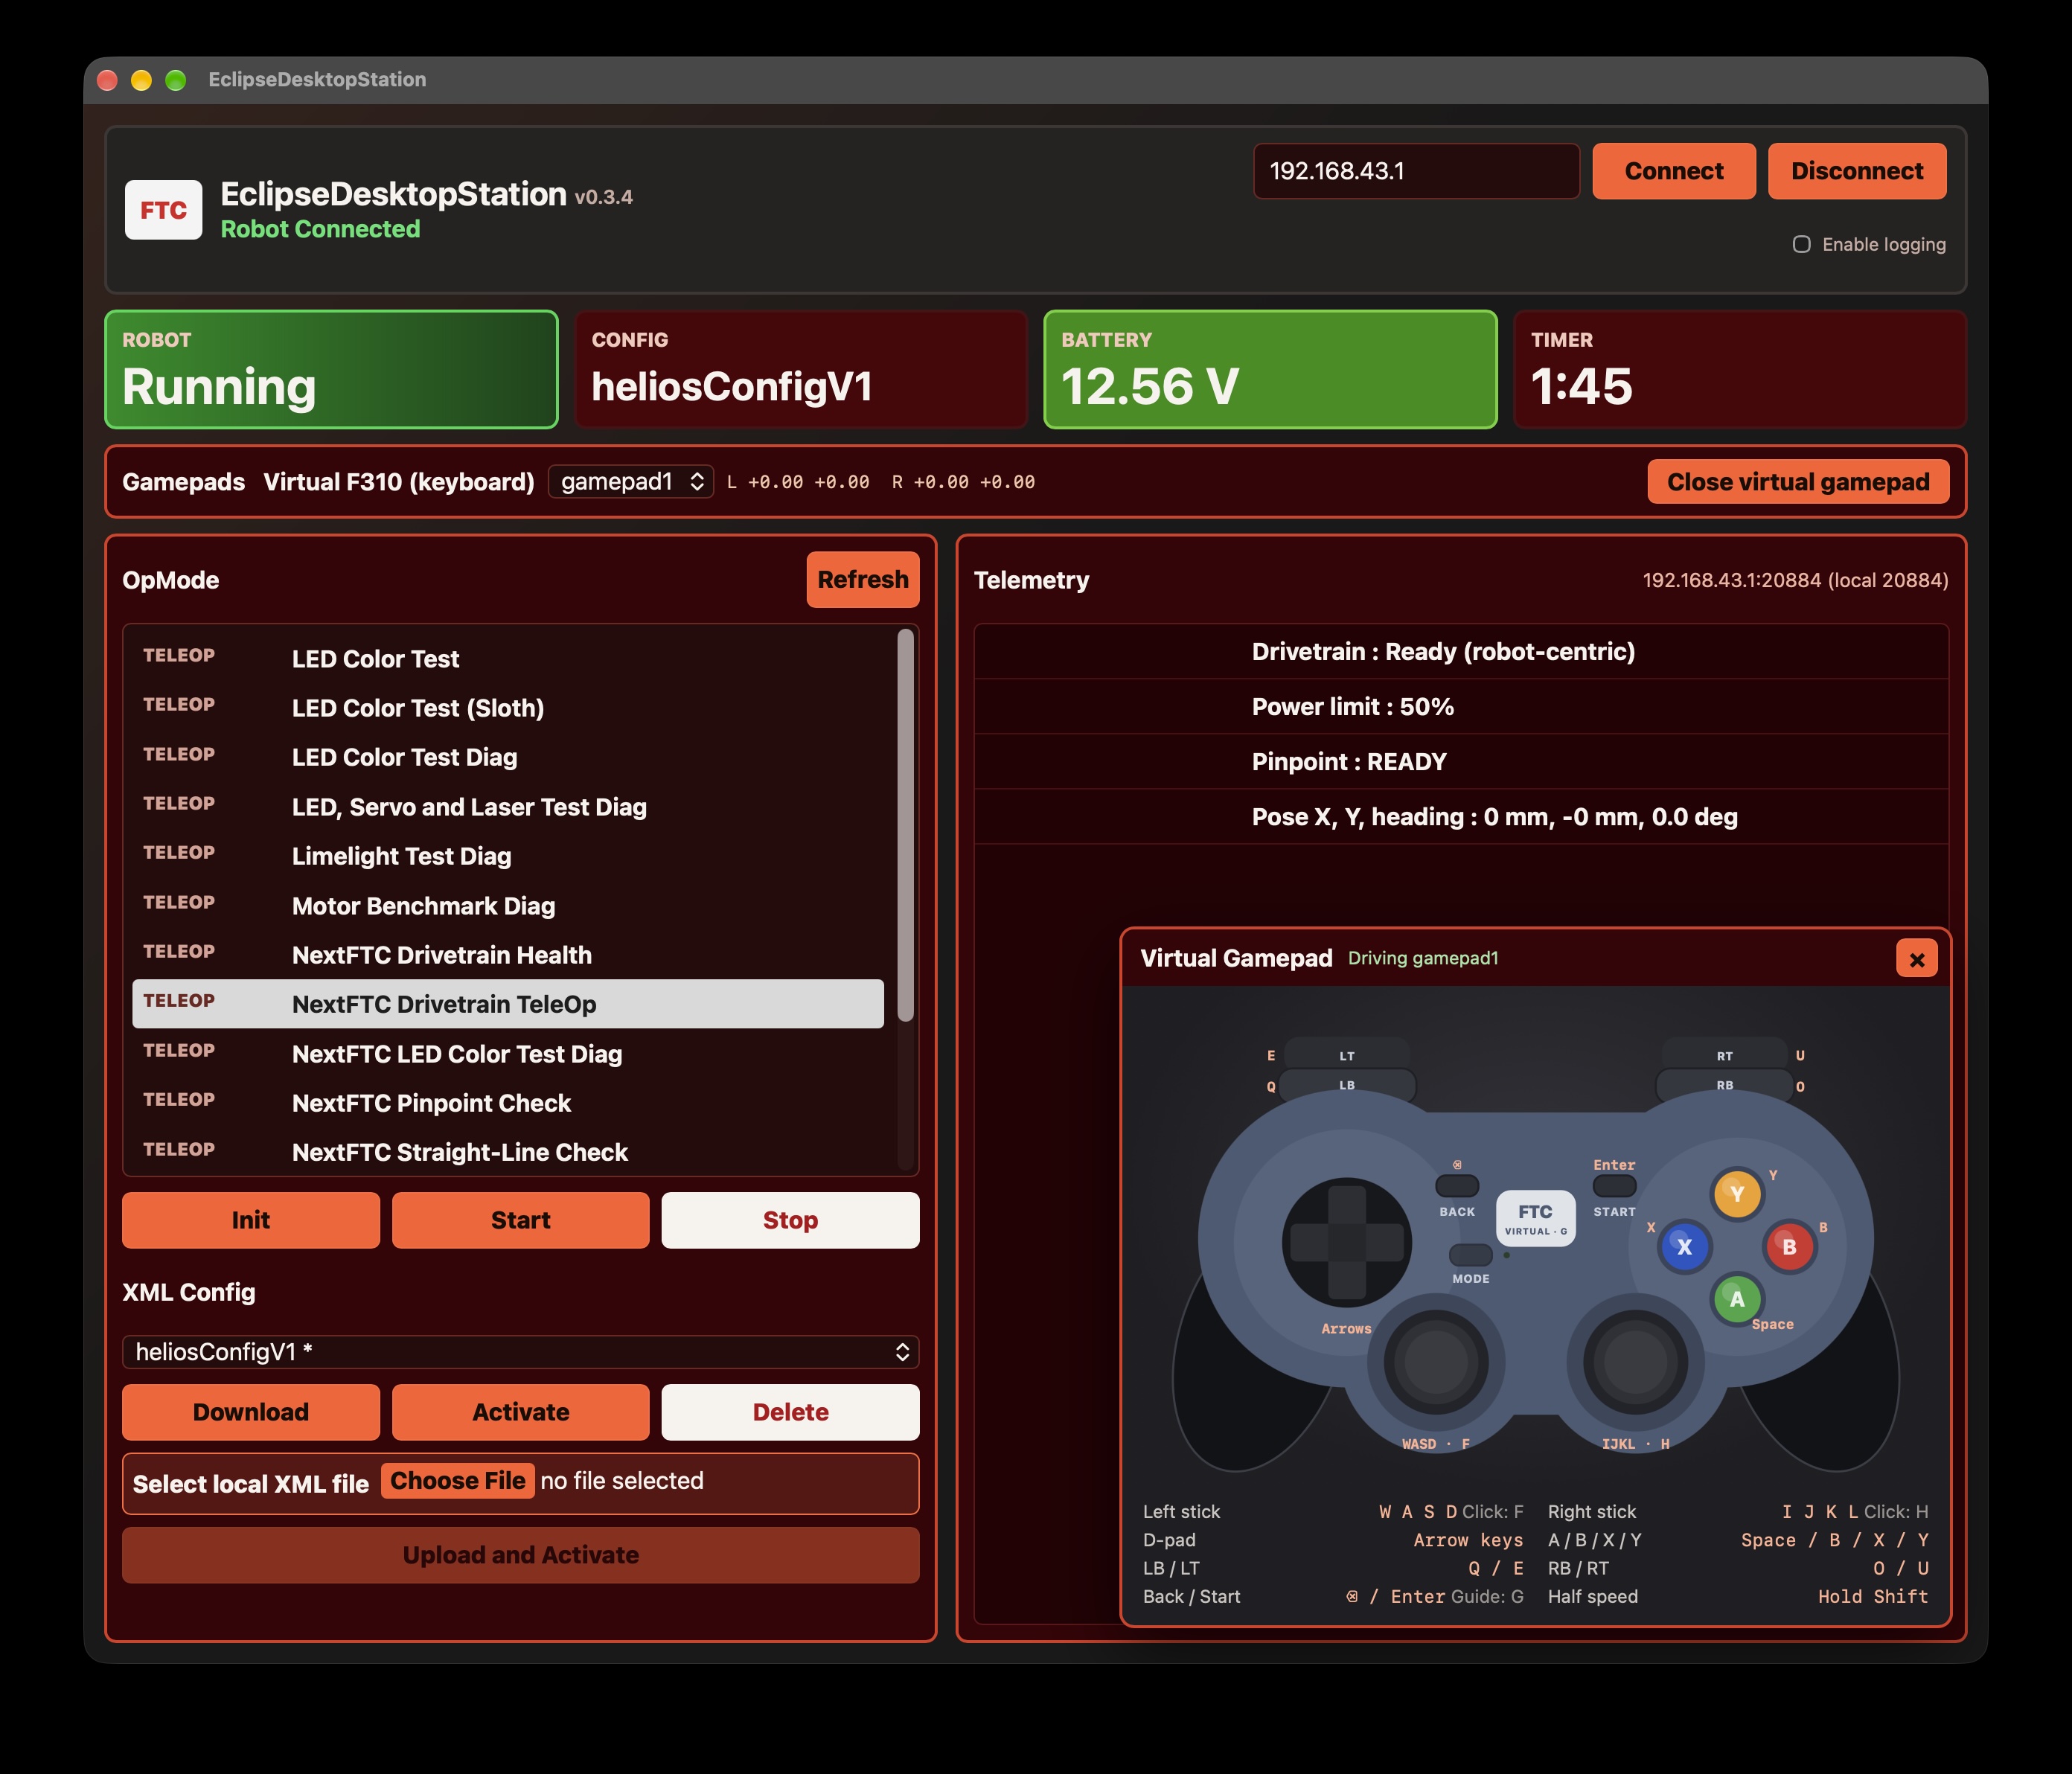 EclipseDesktopStation
FTC
EclipseDesktopStation v0.3.4
Robot Connected
192.168.43.1
Connect
Disconnect
Enable logging
ROBOT
Running
CONFIG
heliosConfigV1
BATTERY
12.56 V
TIMER
1:45
Gamepads Virtual F310 (keyboard) gamepad1 L +0.00 +0.00 R +0.00 +0.00
Close virtual gamepad
OpMode
Refresh
TELEOP LED Color Test
TELEOP LED Color Test (Sloth)
TELEOP LED Color Test Diag
TELEOP LED, Servo and Laser Test Diag
TELEOP Limelight Test Diag
TELEOP Motor Benchmark Diag
TELEOP NextFTC Drivetrain Health
TELEOP NextFTC Drivetrain TeleOp
TELEOP NextFTC LED Color Test Diag
TELEOP NextFTC Pinpoint Check
TELEOP NextFTC Straight-Line Check
Init
Start
Stop
XML Config
heliosConfigV1 *
Download
Activate
Delete
Select local XML file Choose File no file selected
Upload and Activate
Telemetry
192.168.43.1:20884 (local 20884)
Drivetrain : Ready (robot-centric)
Power limit : 50%
Pinpoint : READY
Pose X, Y, heading : 0 mm, -0 mm, 0.0 deg
Virtual Gamepad Driving gamepad1
×
E LT
RT U
Q LB
RB O
⌫
Enter
BACK
START
FTC
VIRTUAL · G
MODE
Y Y
X X
B B
A
Space
Arrows
WASD · F
IJKL · H
Left stick W A S D Click: F Right stick I J K L Click: H
D-pad Arrow keys A / B / X / Y Space / B / X / Y
LB / LT Q / E RB / RT O / U
Back / Start ⌫ / Enter Guide: G Half speed Hold Shift